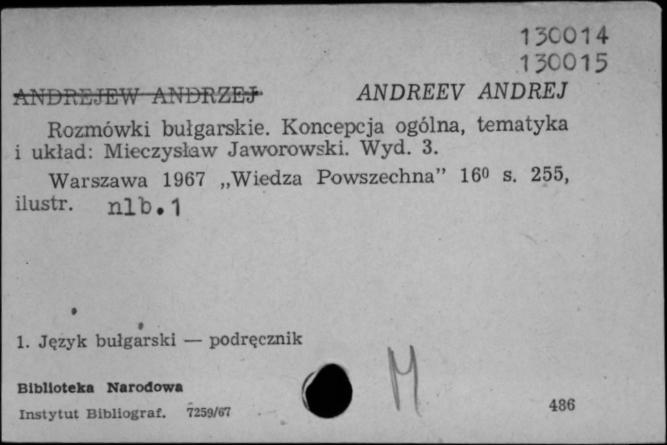 130014
130015
ANDREJEW ANDRZEJ ANDREEV ANDREJ
Rozmówki bułgarskie. Koncepcja ogólna, tematyka
i układ: Mieczysław Jaworowski. Wyd. 3.
Warszawa 1967 „Wiedza Powszechna” 16⁰ s. 255,
ilustr. nlb.1
1. Język bułgarski — podręcznik
M
Biblioteka Narodowa
Instytut Bibliograf. 7259/67 486